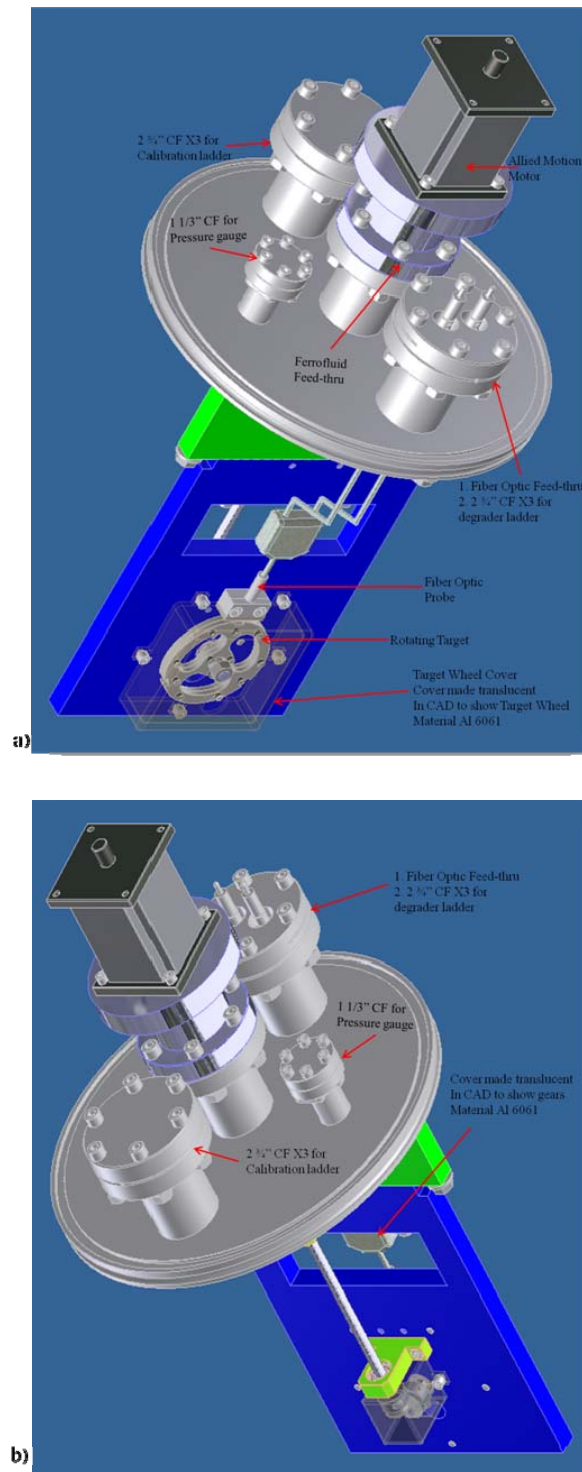 2 ¾” CF X3 for
Calibration ladder
Allied Motion
Motor
1 1/3” CF for
Pressure gauge
Ferrofluid
Feed-thru
1. Fiber Optic Feed-thru
2. 2 ¾” CF X3 for
degrader ladder
Fiber Optic
Probe
Rotating Target
Target Wheel Cover
Cover made translucent
In CAD to show Target Wheel
Material Al 6061
a)
1. Fiber Optic Feed-thru
2. 2 ¾” CF X3 for
degrader ladder
1 1/3” CF for
Pressure gauge
Cover made translucent
In CAD to show gears
Material Al 6061
2 ¾” CF X3 for
Calibration ladder
b)